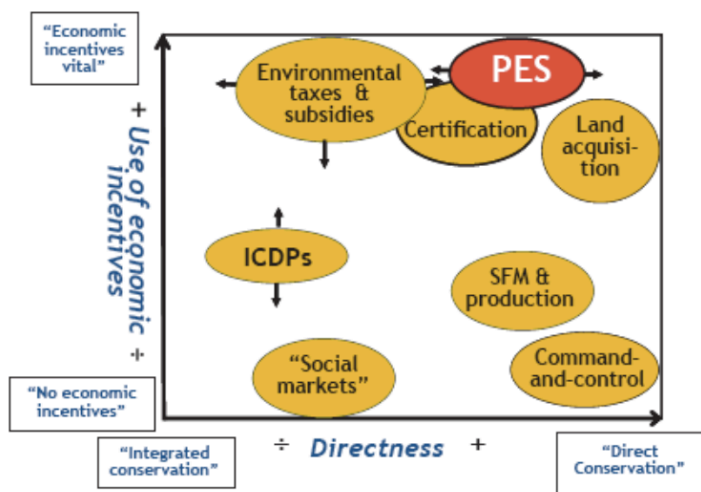 “Economic
incentives
vital”
+ Use of economic
incentives ÷
“No economic
incentives”
Environmental
taxes &
subsidies
PES
Certification
Land
acquisi-
tion
ICDPs
SFM &
production
“Social
markets”
Command-
and-control
“Integrated
conservation”
÷ Directness +
“Direct
Conservation”